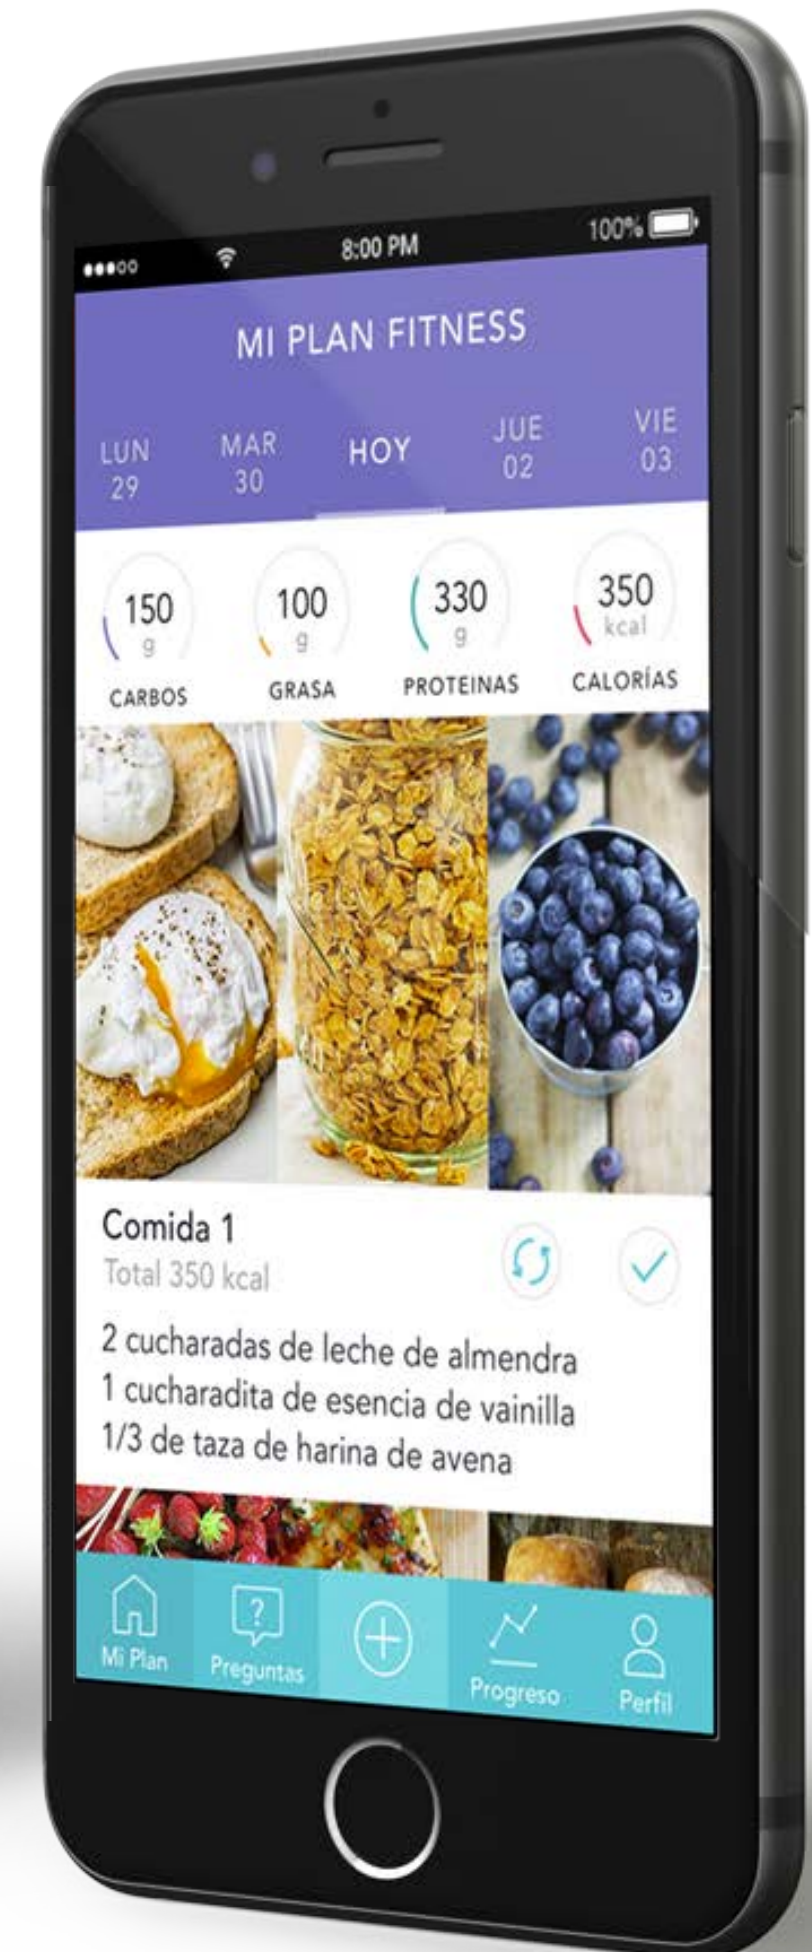 8:00 PM
100%
MI PLAN FITNESS
LUN MAR HOY JUE VIE
29 30 02 03
150 100 330 350
g g g kcal
CARBOS GRASA PROTEINAS CALORÍAS
Comida 1
Total 350 kcal
2 cucharadas de leche de almendra
1 cucharadita de esencia de vainilla
1/3 de taza de harina de avena
?
Mi Plan Preguntas Progreso Perfil